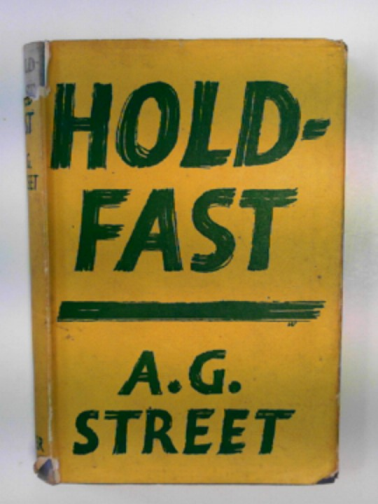 HOLD-
FAST
A.G.
STREET